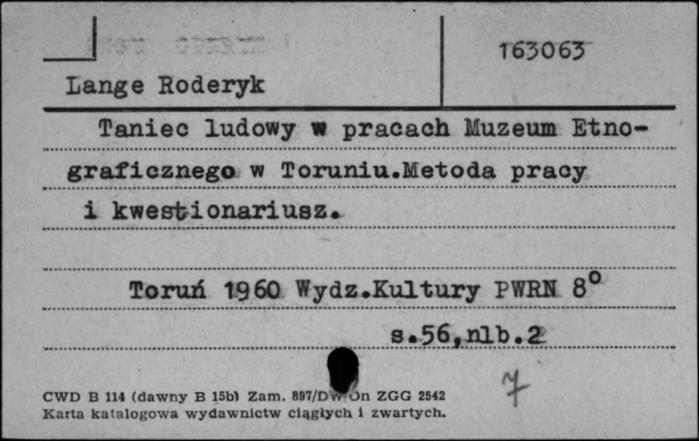 163063
Lange Roderyk
Taniec ludowy w pracach Muzeum Etno-
graficznego w Toruniu.Metoda pracy
i kwestionariusz.
Toruń 1960 Wydz.Kultury PWRN 8°
s.56,nlb.2
7
CWD B 114 (dawny B 15b) Zam. 897/DW/On ZGG 2542
Karta katalogowa wydawnictw ciągłych i zwartych.